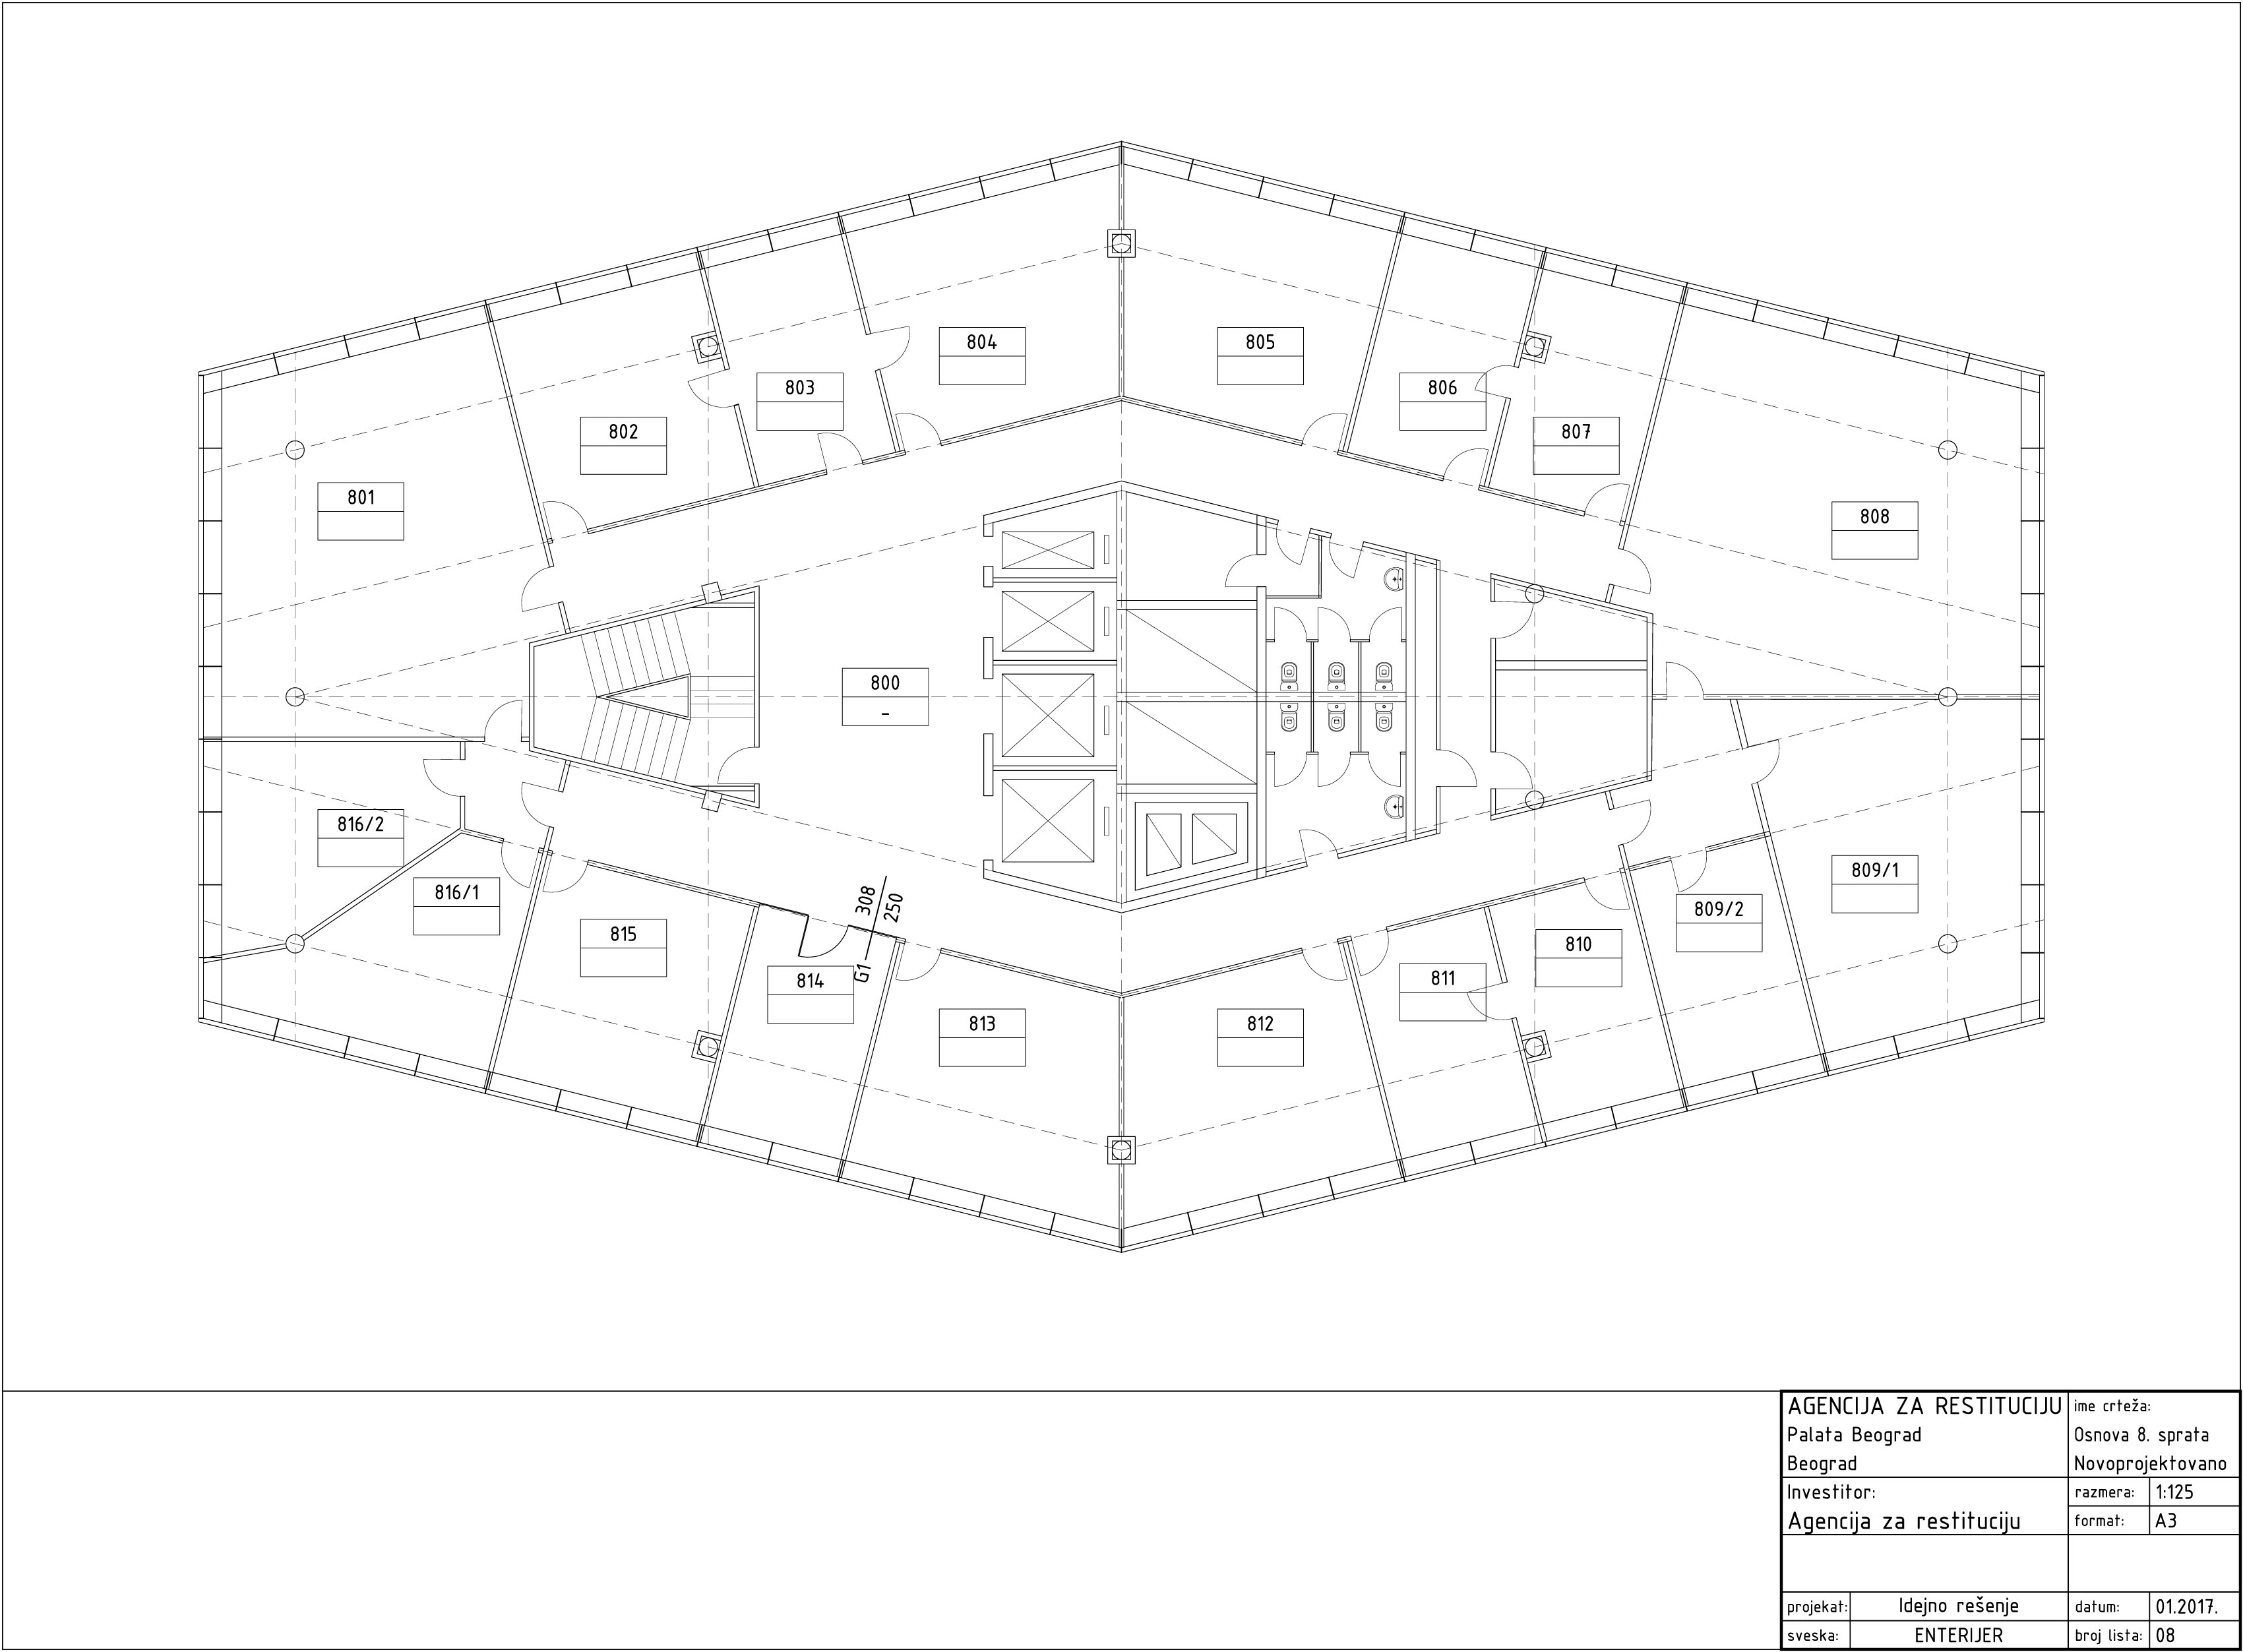 804
805
803
806
802
807
801
808
800
-
816/2
816/1
815
308
250
G1
814
813
812
811
810
809/2
809/1
AGENCIJA ZA RESTITUCIJU
Palata Beograd
Beograd
ime crteža:
Osnova 8. sprata
Novoprojektovano
Investitor:
Agencija za restituciju
razmera: 1:125
format: A3
projekat: Idejno rešenje
datum: 01.2017.
sveska: ENTERIJER
broj lista: 08